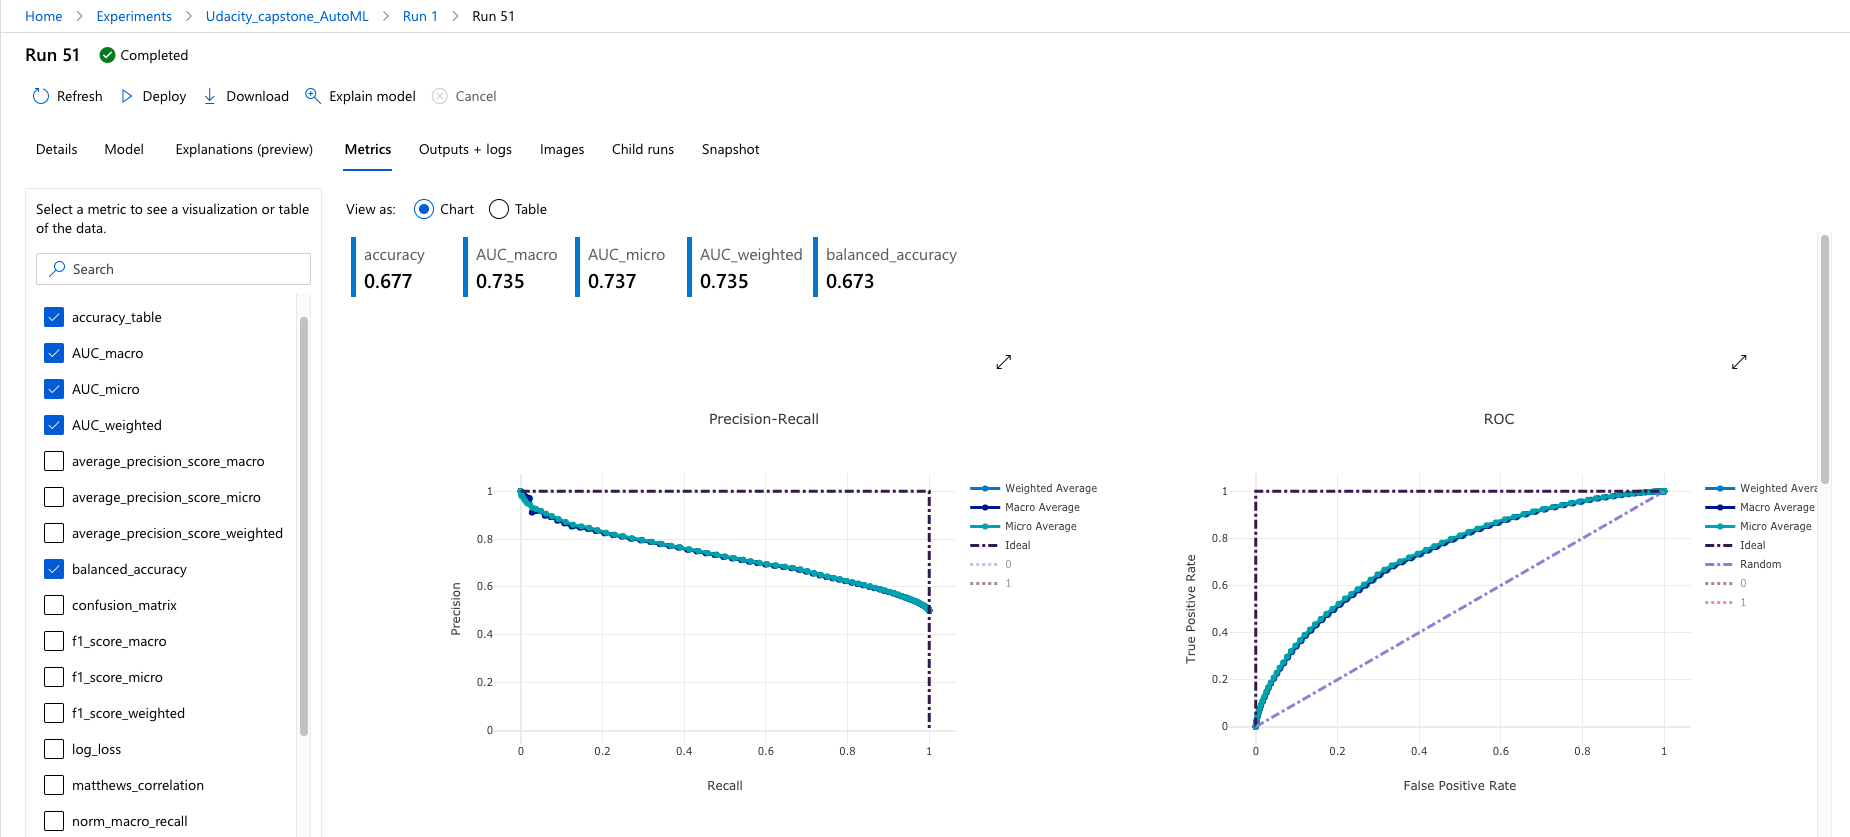 Home > Experiments > Udacity_capstone_AutoML > Run 1 > Run 51
Run 51 Completed
Refresh Deploy Download Explain model Cancel
Details Model Explanations (preview) Metrics Outputs + logs Images Child runs Snapshot
Select a metric to see a visualization or table
of the data.
Search
accuracy_table
AUC_macro
AUC_micro
AUC_weighted
average_precision_score_macro
average_precision_score_micro
average_precision_score_weighted
balanced_accuracy
confusion_matrix
f1_score_macro
f1_score_micro
f1_score_weighted
log_loss
matthews_correlation
norm_macro_recall
View as: Chart Table
accuracy AUC_macro AUC_micro AUC_weighted balanced_accuracy
0.677 0.735 0.737 0.735 0.673
Precision-Recall
1
0.8
0.6
0.4
0.2
0
Precision
0 0.2 0.4 0.6 0.8 1
Recall
Weighted Average
Macro Average
Micro Average
Ideal
0
1
ROC
1
0.8
0.6
0.4
0.2
0
True Positive Rate
0 0.2 0.4 0.6 0.8 1
False Positive Rate
Weighted Avera
Macro Average
Micro Average
Ideal
Random
0
1